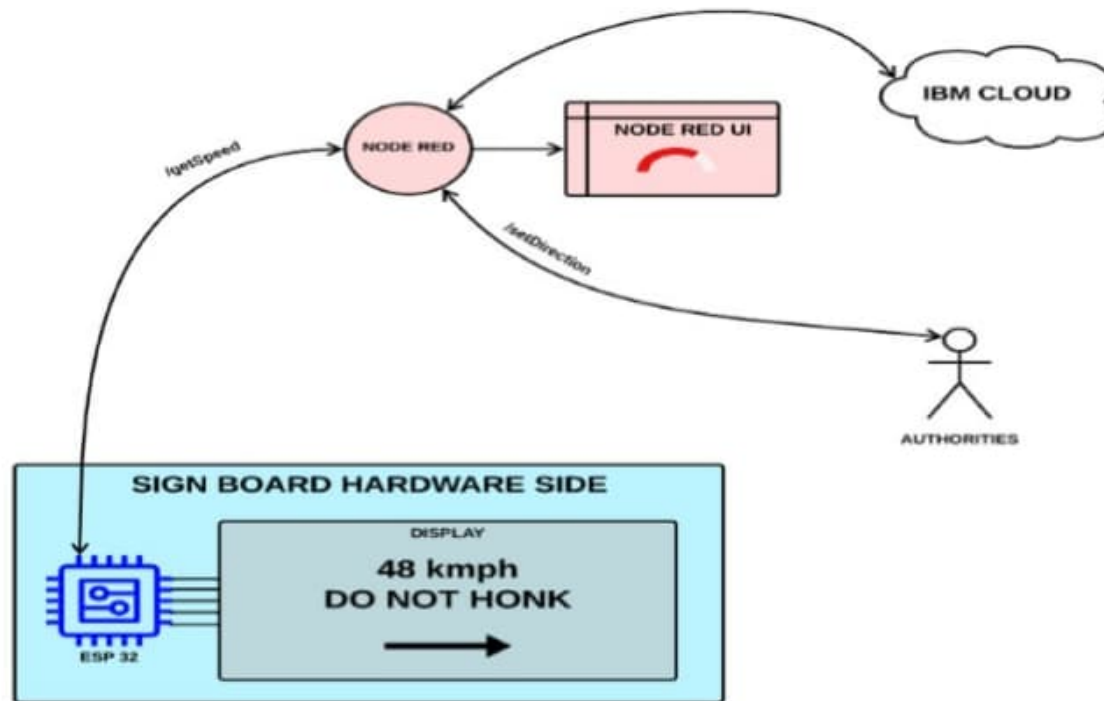 IBM CLOUD
NODE RED UI
NODE RED
/getSpeed
/setDirection
AUTHORITIES
SIGN BOARD HARDWARE SIDE
DISPLAY
48 kmph
DO NOT HONK
ESP 32